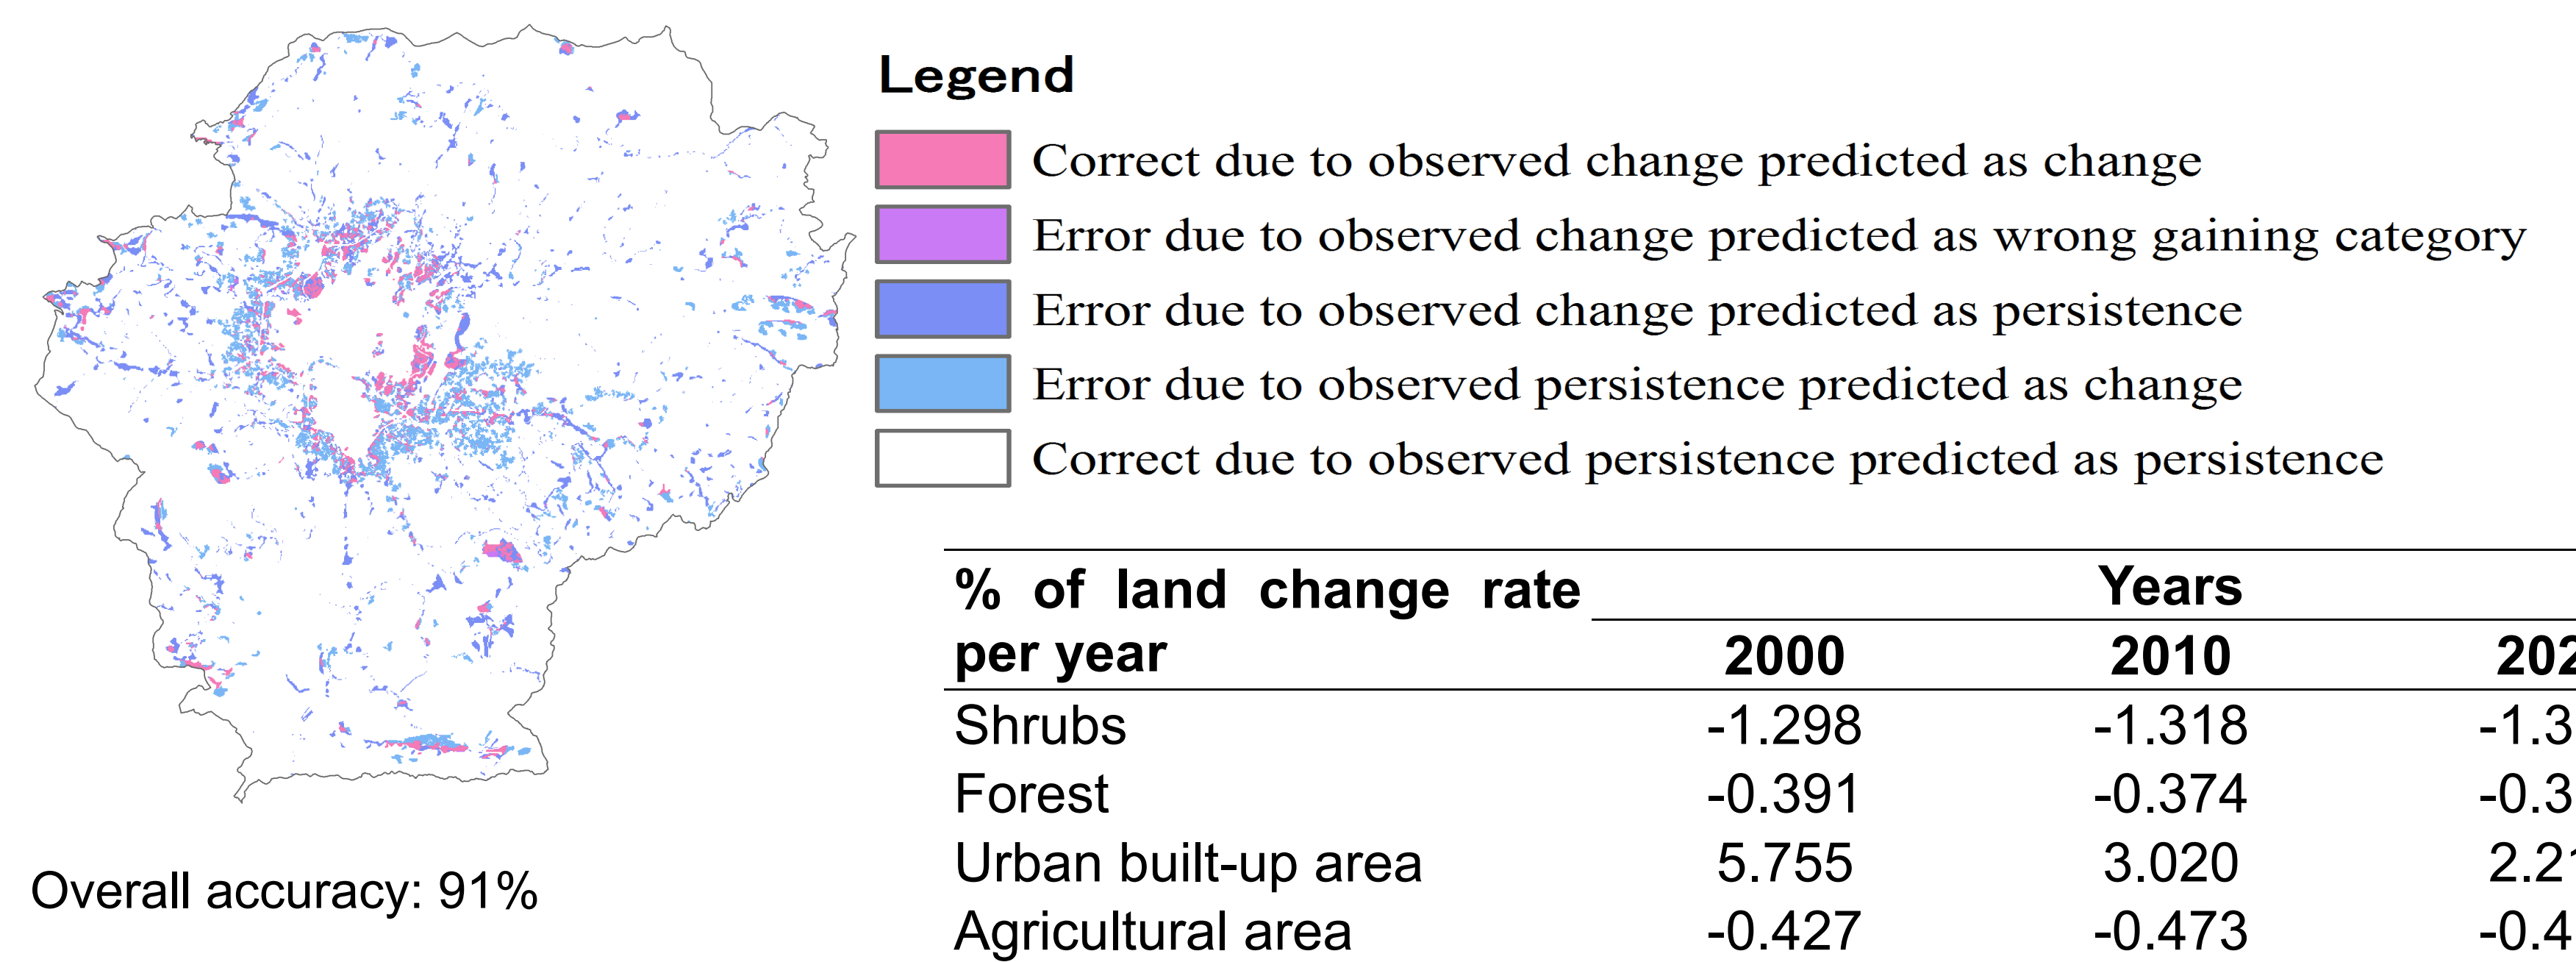 Legend
Correct due to observed change predicted as change
Error due to observed change predicted as wrong gaining category
Error due to observed change predicted as persistence
Error due to observed persistence predicted as change
Correct due to observed persistence predicted as persistence
% of land change rate per year
Years
2000 2010
Shrubs -1.298 -1.318
Forest -0.391 -0.374
Urban built-up area 5.755 3.020
Agricultural area -0.427 -0.473
Overall accuracy: 91%